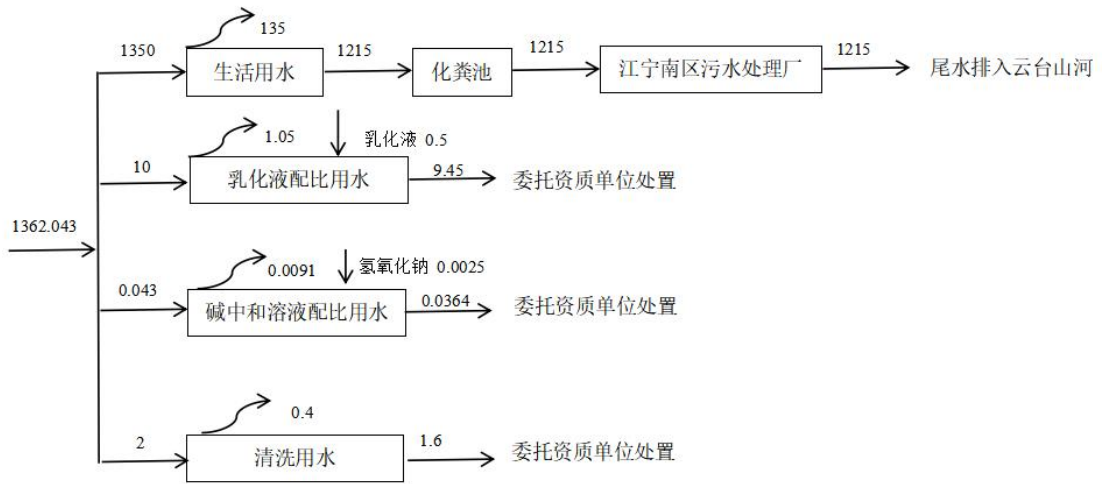 135
1350
生活用水
1215
化粪池
1215
江宁南区污水处理厂
1215
尾水排入云台山河
1.05
乳化液 0.5
10
乳化液配比用水
9.45
委托资质单位处置
1362.043
0.0091
氢氧化钠 0.0025
0.043
碱中和溶液配比用水
0.0364
委托资质单位处置
0.4
2
清洗用水
1.6
委托资质单位处置